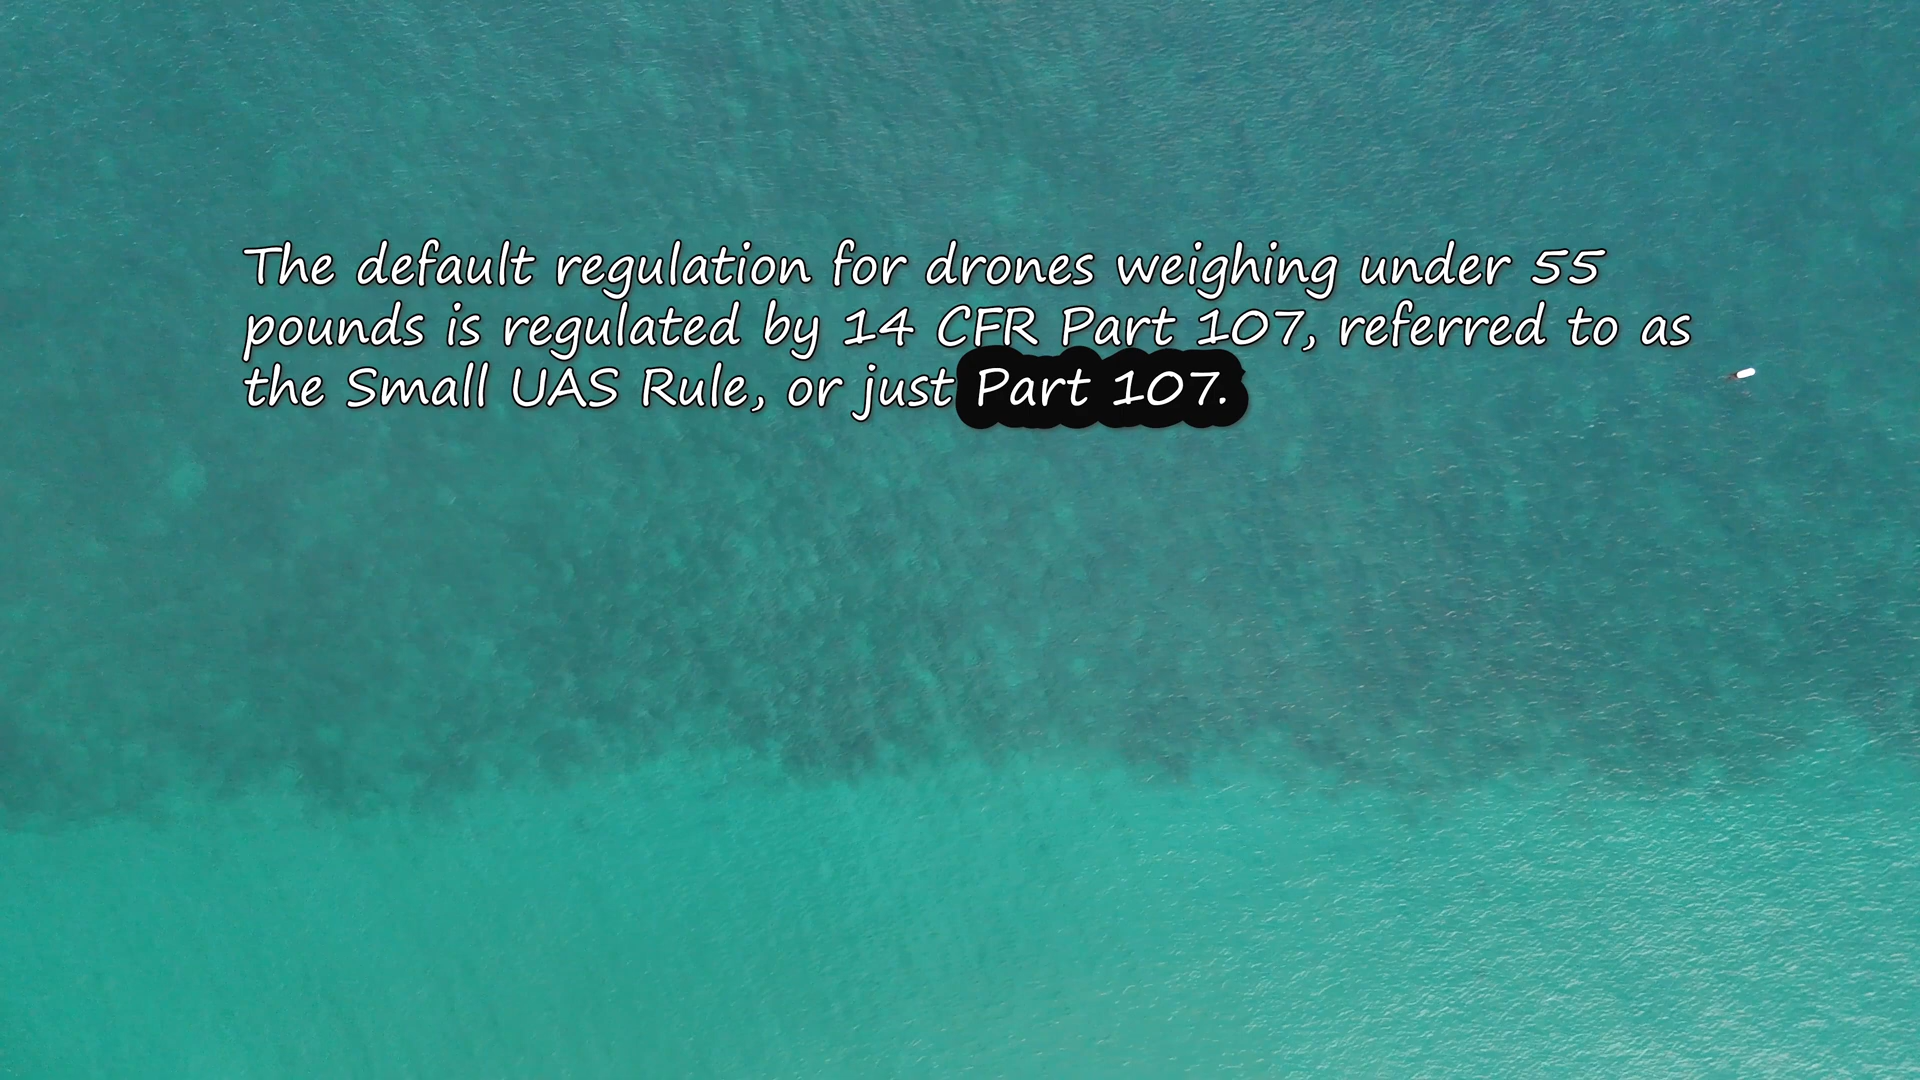 The default regulation for drones weighing under 55
pounds is regulated by 14 CFR Part 107, referred to as
the Small UAS Rule, or just Part 107.